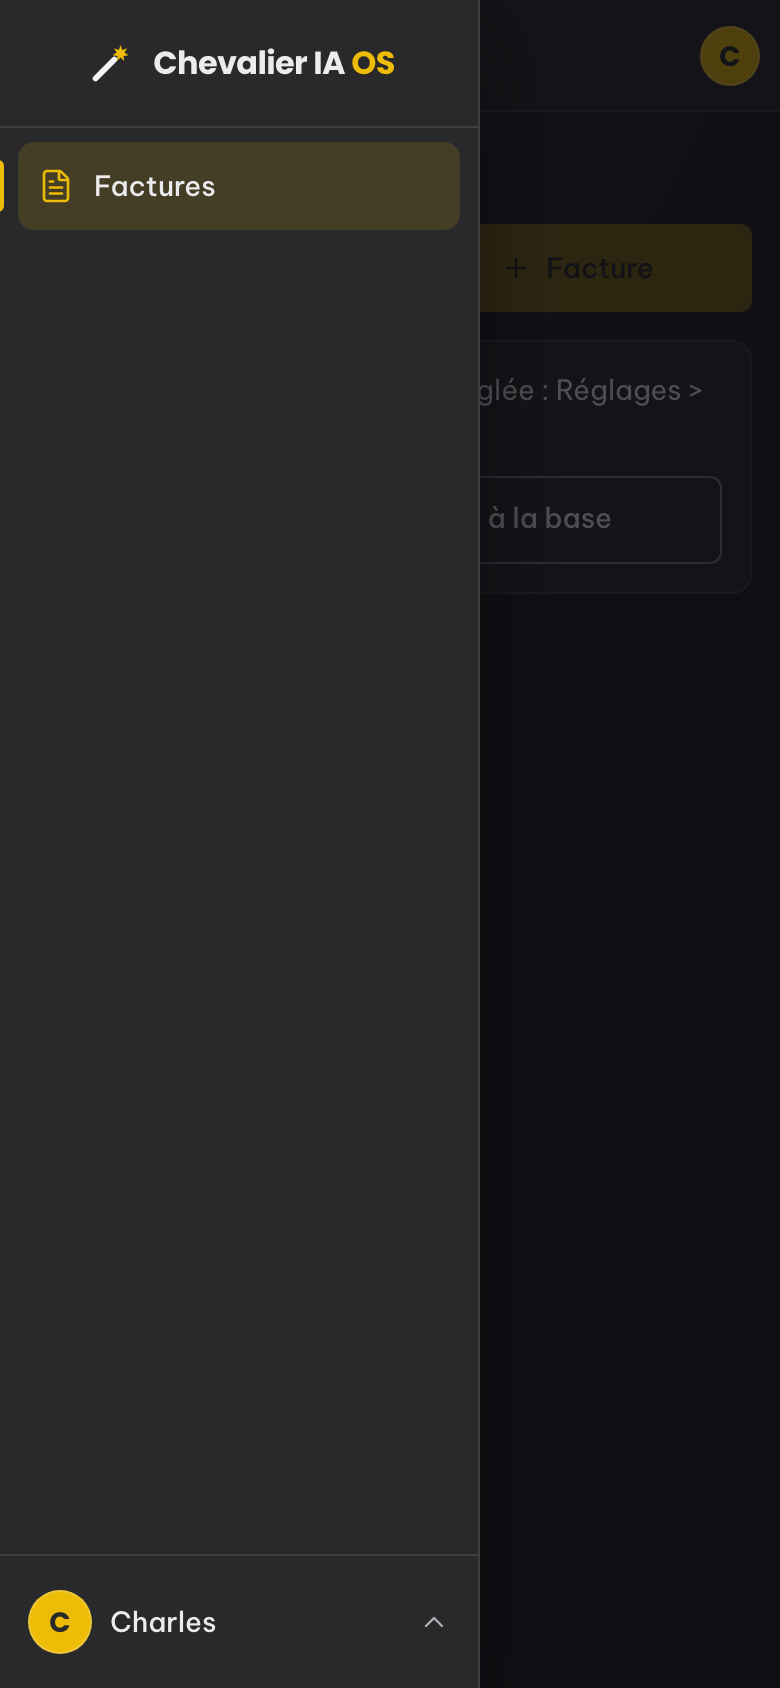 Chevalier IA OS
C
Factures
+ Facture
glée : Réglages >
à la base
C
Charles